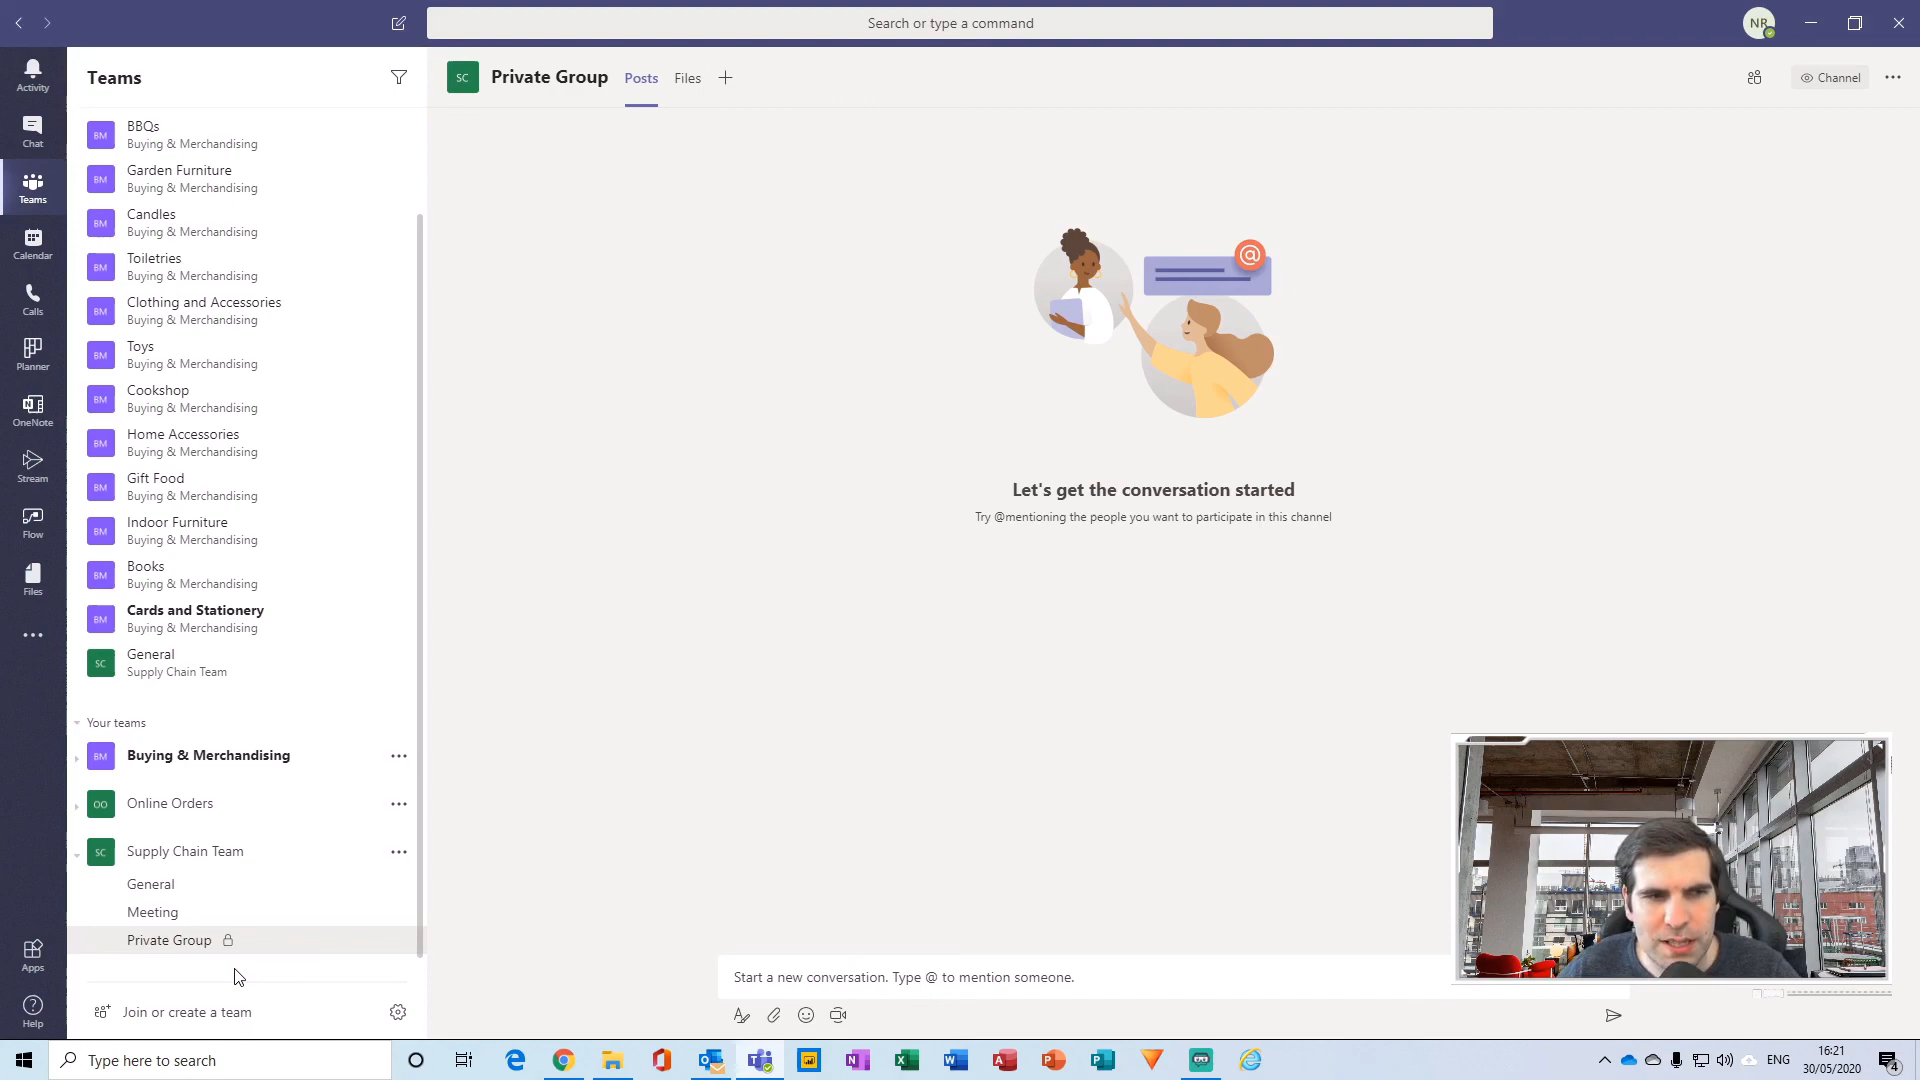 Search or type a command
NR
Activity
Chat
Teams
Calendar
Calls
Planner
OneNote
Stream
Flow
Files
Apps
Help
Teams
BM
BBQs
Buying & Merchandising
BM
Garden Furniture
Buying & Merchandising
BM
Candles
Buying & Merchandising
BM
Toiletries
Buying & Merchandising
BM
Clothing and Accessories
Buying & Merchandising
BM
Toys
Buying & Merchandising
BM
Cookshop
Buying & Merchandising
BM
Home Accessories
Buying & Merchandising
BM
Gift Food
Buying & Merchandising
BM
Indoor Furniture
Buying & Merchandising
BM
Books
Buying & Merchandising
BM
Cards and Stationery
Buying & Merchandising
SC
General
Supply Chain Team
Your teams
BM
Buying & Merchandising
OO
Online Orders
SC
Supply Chain Team
General
Meeting
Private Group
Join or create a team
SC
Private Group
Posts
Files
Channel
@
Let's get the conversation started
Try @mentioning the people you want to participate in this channel
Start a new conversation. Type @ to mention someone.
Type here to search
ENG
16:21
30/05/2020
4